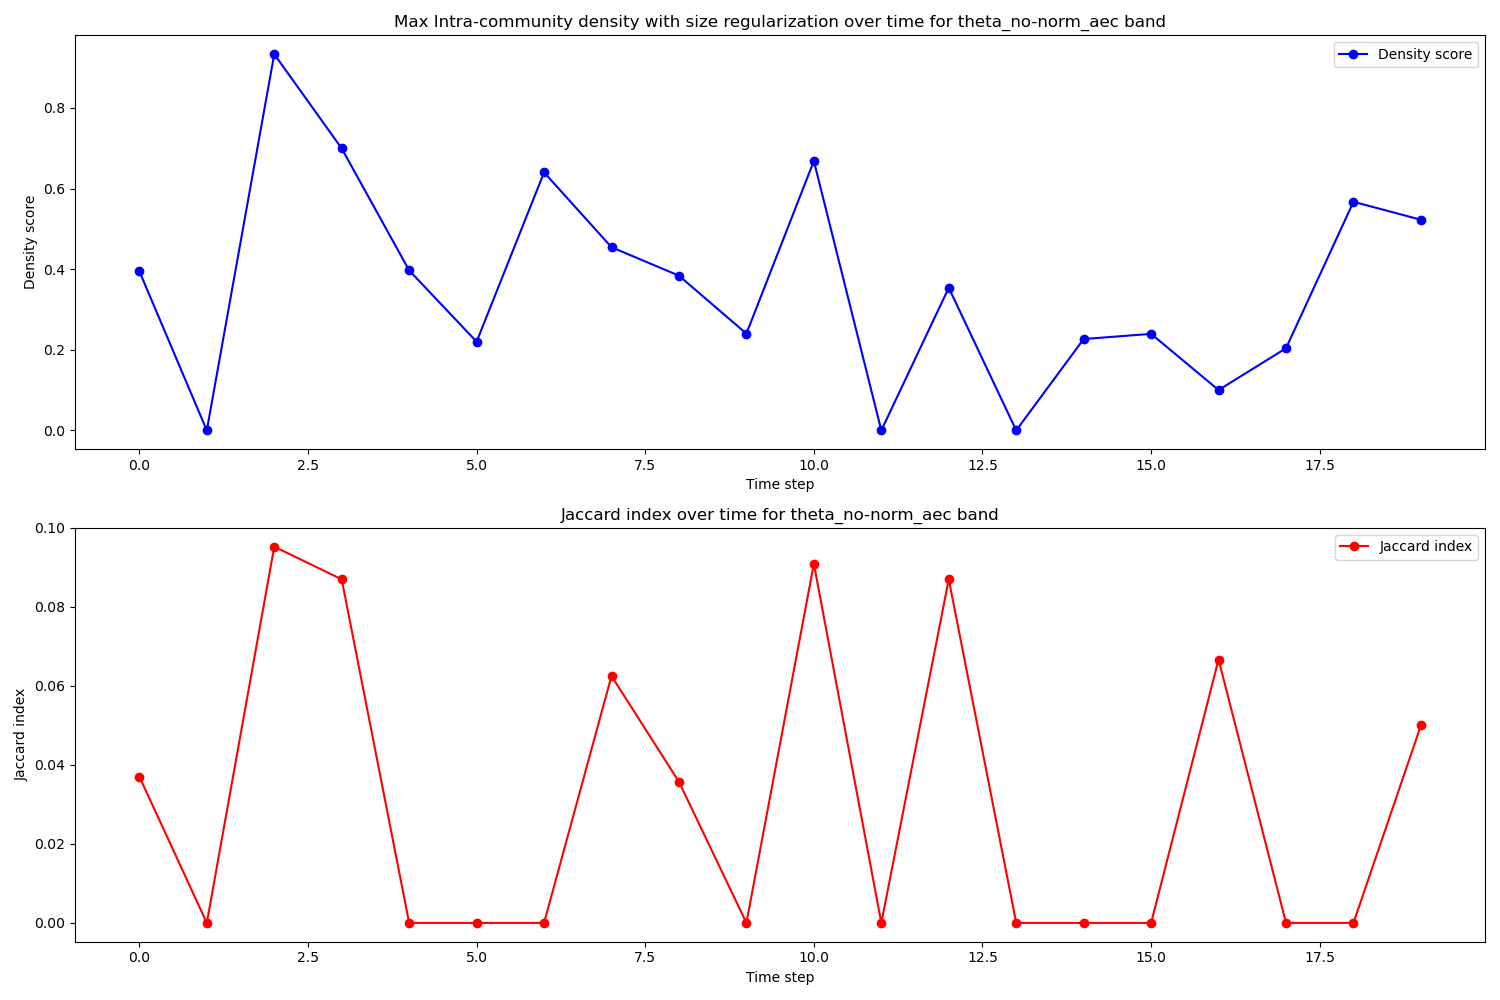 Max Intra-community density with size regularization over time for theta_no-norm_aec band
Density score
Density score
0.8
0.6
0.4
0.2
0.0
0.0 2.5 5.0 7.5 10.0 12.5 15.0 17.5
Time step
Jaccard index over time for theta_no-norm_aec band
Jaccard index
Jaccard index
0.10
0.08
0.06
0.04
0.02
0.00
0.0 2.5 5.0 7.5 10.0 12.5 15.0 17.5
Time step